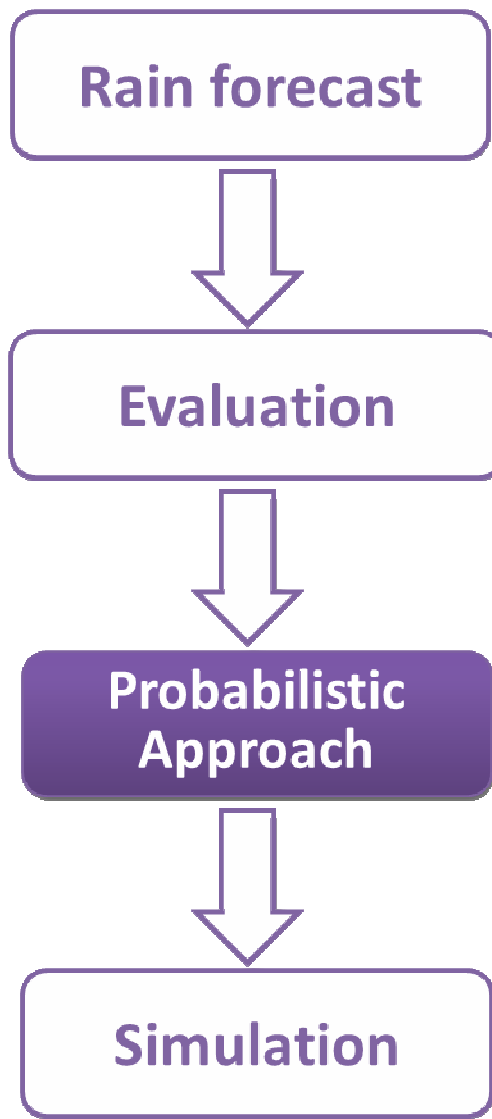 Rain forecast
Evaluation
Probabilistic
Approach
Simulation